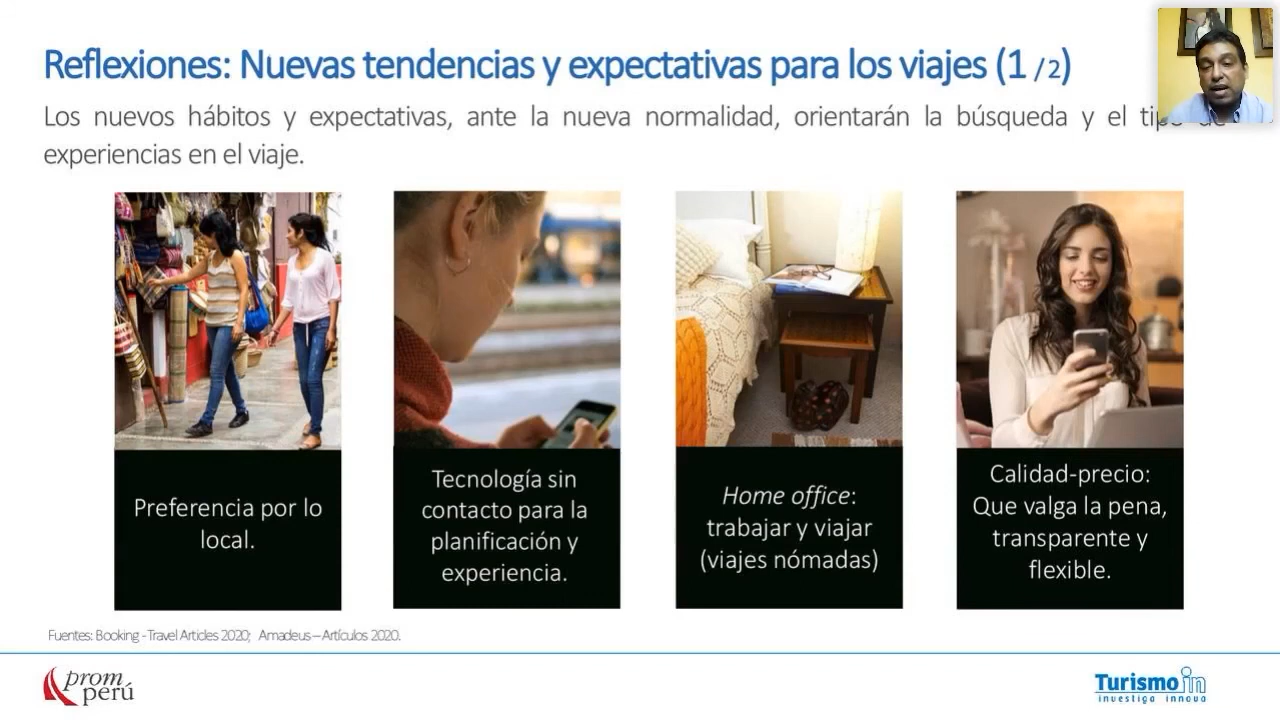 Reflexiones: Nuevas tendencias y expectativas para los viajes (1 /2)
Los nuevos hábitos y expectativas, ante la nueva normalidad, orientarán la búsqueda y el tipo de
experiencias en el viaje.
Preferencia por lo
local.
Tecnología sin
contacto para la
planificación y
experiencia.
Home office:
trabajar y viajar
(viajes nómadas)
Calidad-precio:
Que valga la pena,
transparente y
flexible.
Fuentes: Booking - Travel Articles 2020; Amadeus – Artículos 2020.
prom
perú
Turismo in
investiga innova